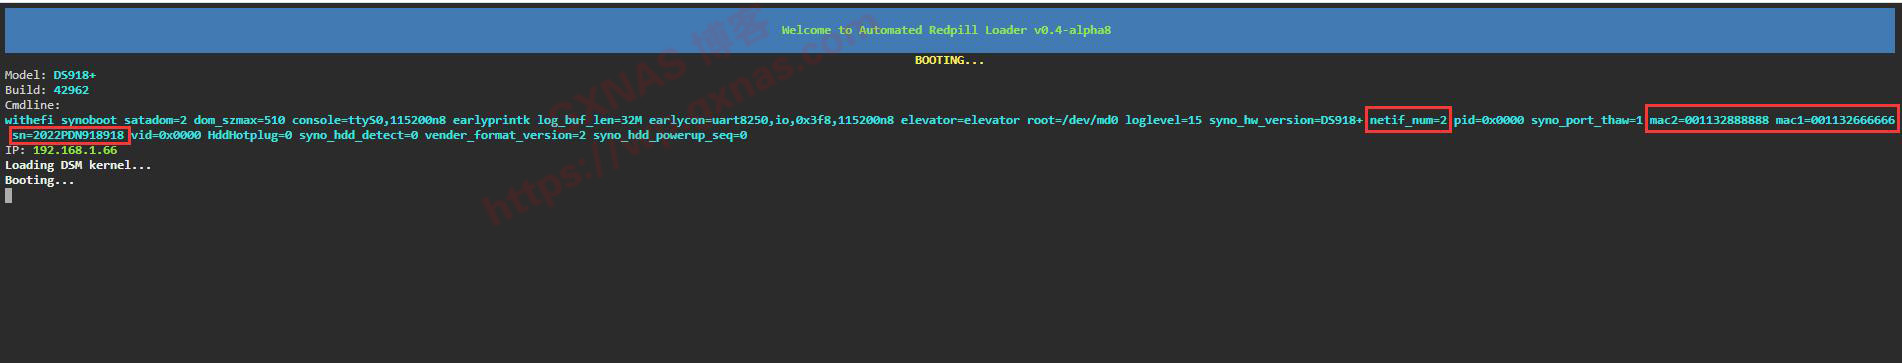 Welcome to Automated Redpill Loader v0.4-alpha8
BOOTING...
Model: DS918+
Build: 42962
Cmdline:
withefi synoboot satadom=2 dom_szmax=510 console=ttyS0,115200n8 earlyprintk log_buf_len=32M earlycon=uart8250,io,0x3f8,115200n8 elevator=elevator root=/dev/md0 loglevel=15 syno_hw_version=DS918+ netif_num=2 pid=0x0000 syno_port_thaw=1 mac2=001132888888 mac1=001132666666
sn=2022PDN918918 vid=0x0000 HddHotplug=0 syno_hdd_detect=0 vender_format_version=2 syno_hdd_powerup_seq=0
IP: 192.168.1.66
Loading DSM kernel...
Booting...
GXNAS 博客
https://wp.gxnas.com